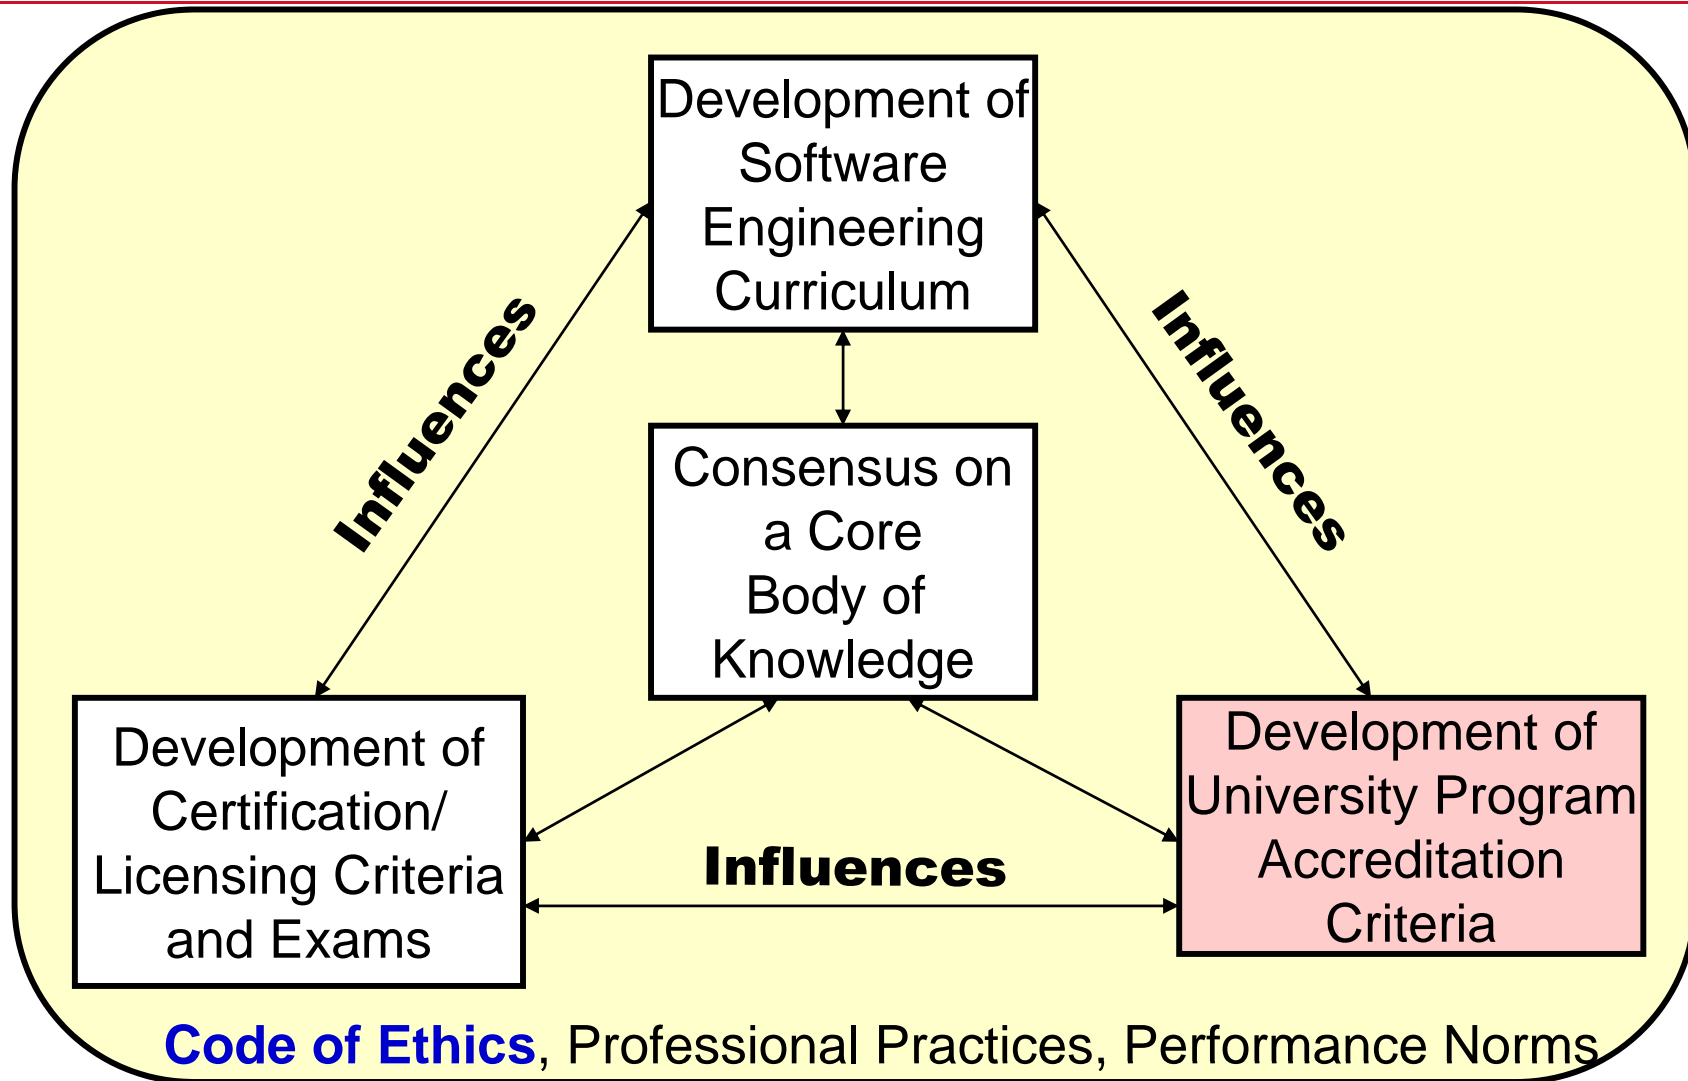 Development of
Software
Engineering
Curriculum
Influences
Influences
Consensus on
a Core
Body of
Knowledge
Development of
Certification/
Licensing Criteria
and Exams
Influences
Development of
University Program
Accreditation
Criteria
Code of Ethics, Professional Practices, Performance Norms